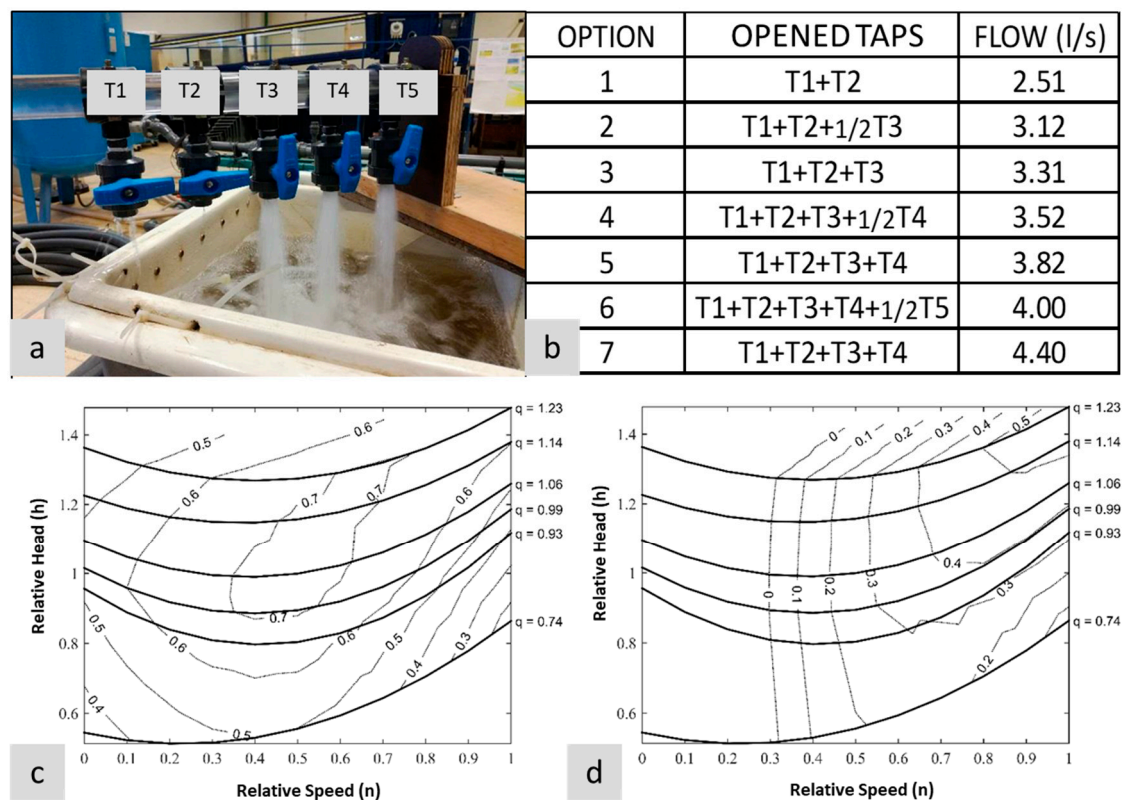 T1 T2 T3 T4 T5
a
OPTION OPENED TAPS FLOW (l/s)
1 T1+T2 2.51
2 T1+T2+1/2T3 3.12
3 T1+T2+T3 3.31
4 T1+T2+T3+1/2T4 3.52
5 T1+T2+T3+T4 3.82
6 T1+T2+T3+T4+1/2T5 4.00
7 T1+T2+T3+T4 4.40
b
Relative Head (h)
1.4
1.2
1
0.8
0.6
0.5 0.6
0.6 0.7 0.7 0.6
0.7
0.5 0.6 0.6 0.5 0.4 0.3
0.4 0.5
q = 1.23
q = 1.14
q = 1.06
q = 0.99
q = 0.93
q = 0.74
0 0.1 0.2 0.3 0.4 0.5 0.6 0.7 0.8 0.9 1
Relative Speed (n)
c
Relative Head (h)
1.4
1.2
1
0.8
0.6
0 0.1 0.2 0.3 0.4 0.5
0 0.1 0.2 0.3 0.4 0.3
0.2
q = 1.23
q = 1.14
q = 1.06
q = 0.99
q = 0.93
q = 0.74
0 0.1 0.2 0.3 0.4 0.5 0.6 0.7 0.8 0.9 1
Relative Speed (n)
d